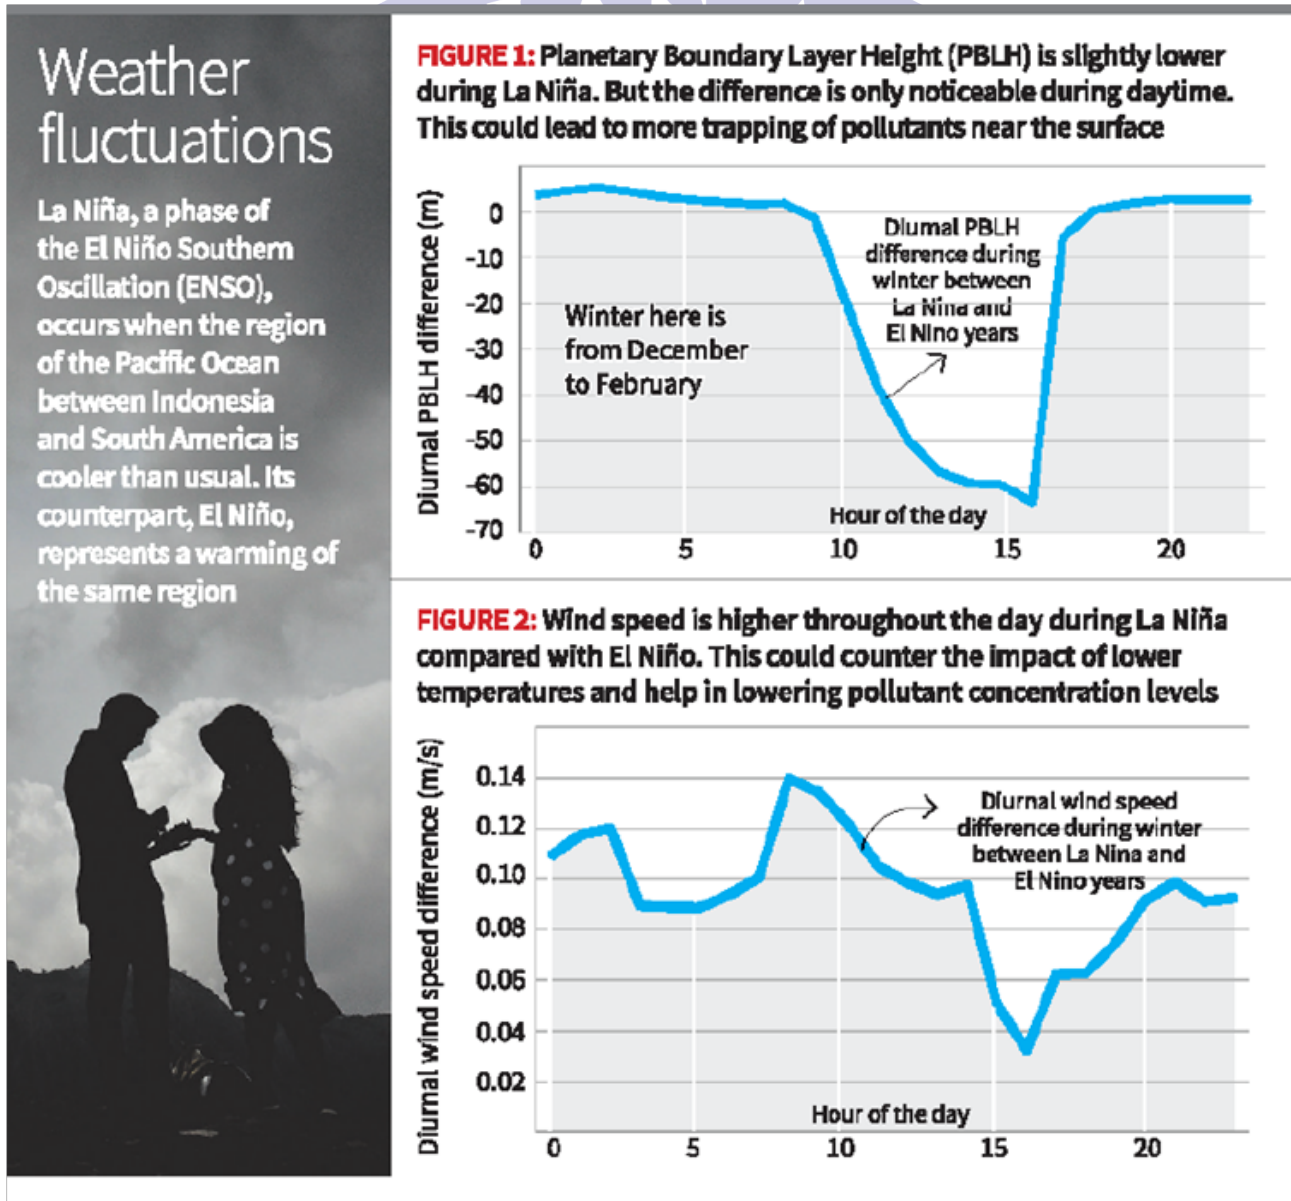 Weather
fluctuations
La Niña, a phase of
the El Niño Southern
Oscillation (ENSO),
occurs when the region
of the Pacific Ocean
between Indonesia
and South America is
cooler than usual. Its
counterpart, El Niño,
represents a warming of
the same region
FIGURE 1: Planetary Boundary Layer Height (PBLH) is slightly lower
during La Niña. But the difference is only noticeable during daytime.
This could lead to more trapping of pollutants near the surface
Diurnal PBLH difference (m)
0
-10
-20
-30
-40
-50
-60
-70
Winter here is
from December
to February
Diurnal PBLH
difference during
winter between
La Nina and
El Nino years
Hour of the day
0 5 10 15 20
FIGURE 2: Wind speed is higher throughout the day during La Niña
compared with El Niño. This could counter the impact of lower
temperatures and help in lowering pollutant concentration levels
Diurnal wind speed difference (m/s)
0.14
0.12
0.10
0.08
0.06
0.04
0.02
Diurnal wind speed
difference during winter
between La Nina and
El Nino years
Hour of the day
0 5 10 15 20